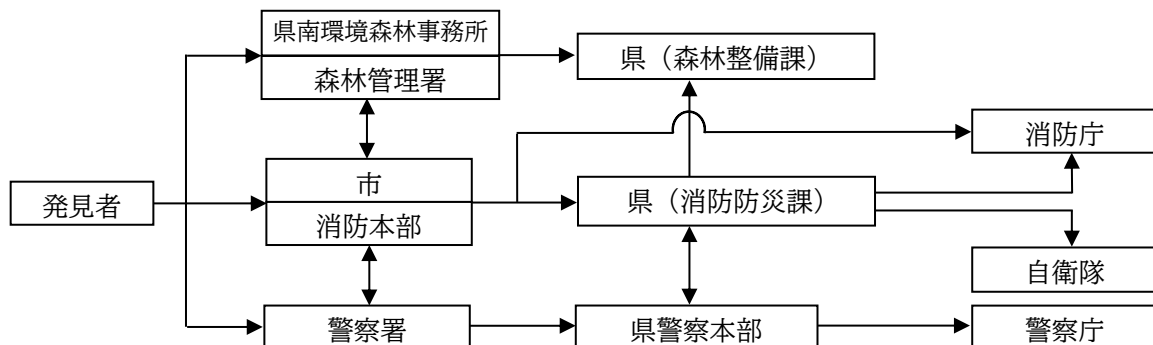 県南環境森林事務所
森林管理署
県（森林整備課）
消防庁
市
消防本部
発見者
県（消防防災課）
自衛隊
警察署
県警察本部
警察庁